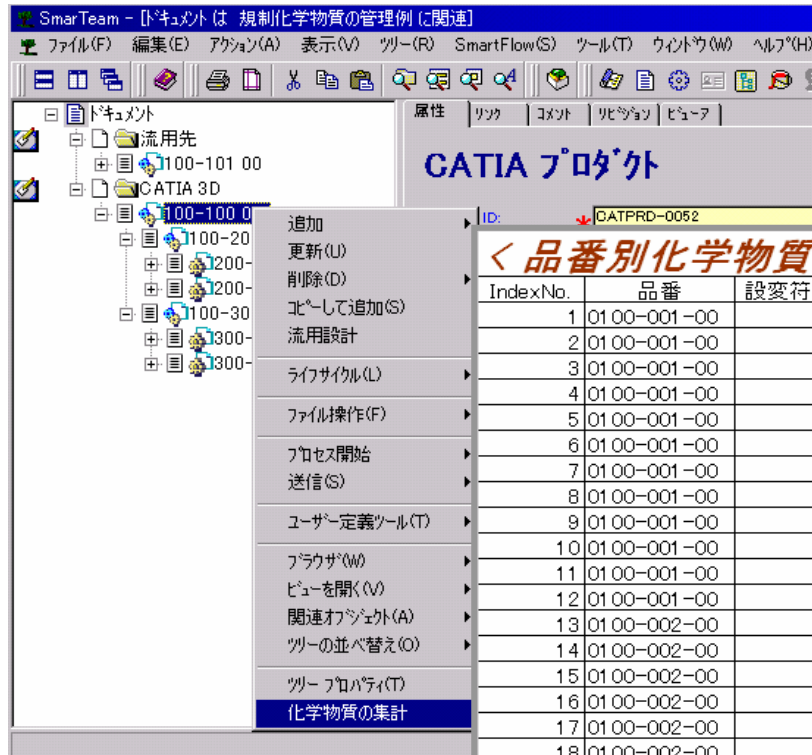 SmarTeam - [ﾄﾞｷｭﾒﾝﾄ は 規制化学物質の管理例 に関連]
ﾌｧｲﾙ(F) 編集(E) ｱｸｼｮﾝ(A) 表示(V) ﾂﾘｰ(R) SmartFlow(S) ﾂｰﾙ(T) ｳｨﾝﾄﾞｳ(W) ﾍﾙﾌﾟ(H)
ﾄﾞｷｭﾒﾝﾄ
流用先
100-101 00
CATIA 3D
100-100 0
100-20
200-
200-
100-30
300-
300-
属性 ﾘﾝｸ ｺﾒﾝﾄ ﾘﾋﾞｼﾞｮﾝ ﾋﾞｭｰｱ
CATIA ﾌﾟﾛﾀﾞｸﾄ
ID: CATPRD-0052
追加
更新(U)
削除(D)
ｺﾋﾟｰして追加(S)
流用設計
ﾗｲﾌｻｲｸﾙ(L)
ﾌｧｲﾙ操作(F)
ﾌﾟﾛｾｽ開始
送信(S)
ﾕｰｻﾞｰ定義ﾂｰﾙ(T)
ﾌﾞﾗｳｻﾞ(W)
ﾋﾞｭｰを開く(V)
関連ｵﾌﾞｼﾞｪｸﾄ(A)
ﾂﾘｰの並べ替え(O)
ﾂﾘｰ ﾌﾟﾛﾊﾟﾃｨ(T)
化学物質の集計
<品番別化学物質
IndexNo. 品番 設変符
1 0100-001-00
2 0100-001-00
3 0100-001-00
4 0100-001-00
5 0100-001-00
6 0100-001-00
7 0100-001-00
8 0100-001-00
9 0100-001-00
10 0100-001-00
11 0100-001-00
12 0100-001-00
13 0100-002-00
14 0100-002-00
15 0100-002-00
16 0100-002-00
17 0100-002-00
18 0100-002-00